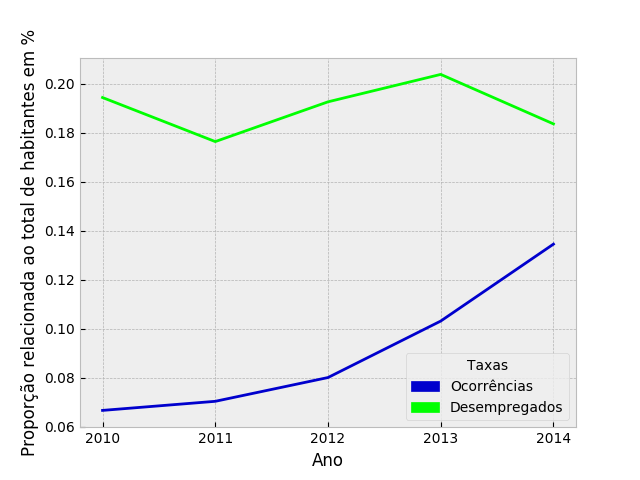 Proporção relacionada ao total de habitantes em %
0.20
0.18
0.16
0.14
0.12
0.10
0.08
0.06
2010 2011 2012 2013 2014
Ano
Taxas
Ocorrências
Desempregados